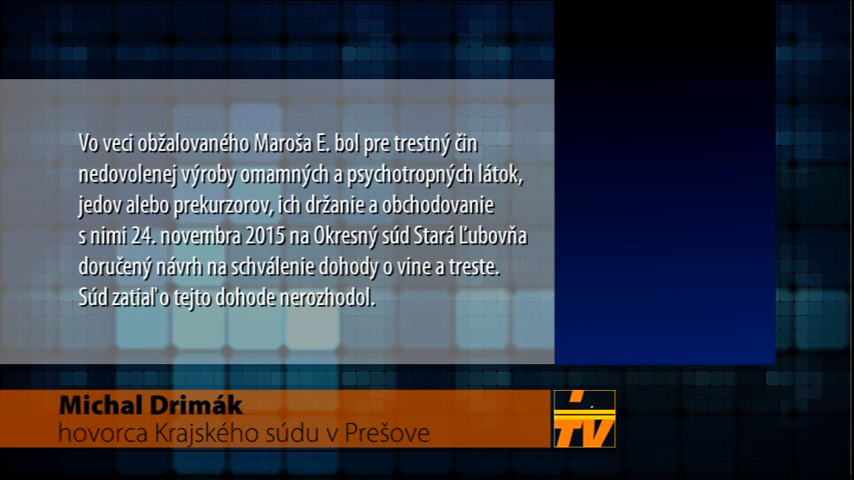 Vo veci obžalovaného Maroša E. bol pre trestný čin
nedovolenej výroby omamných a psychotropných látok,
jedov alebo prekurzorov, ich držanie a obchodovanie
s nimi 24. novembra 2015 na Okresný súd Stará Ľubovňa
doručený návrh na schválenie dohody o vine a treste.
Súd zatiaľ o tejto dohode nerozhodol.
Michal Drimák
hovorca Krajského súdu v Prešove
TV